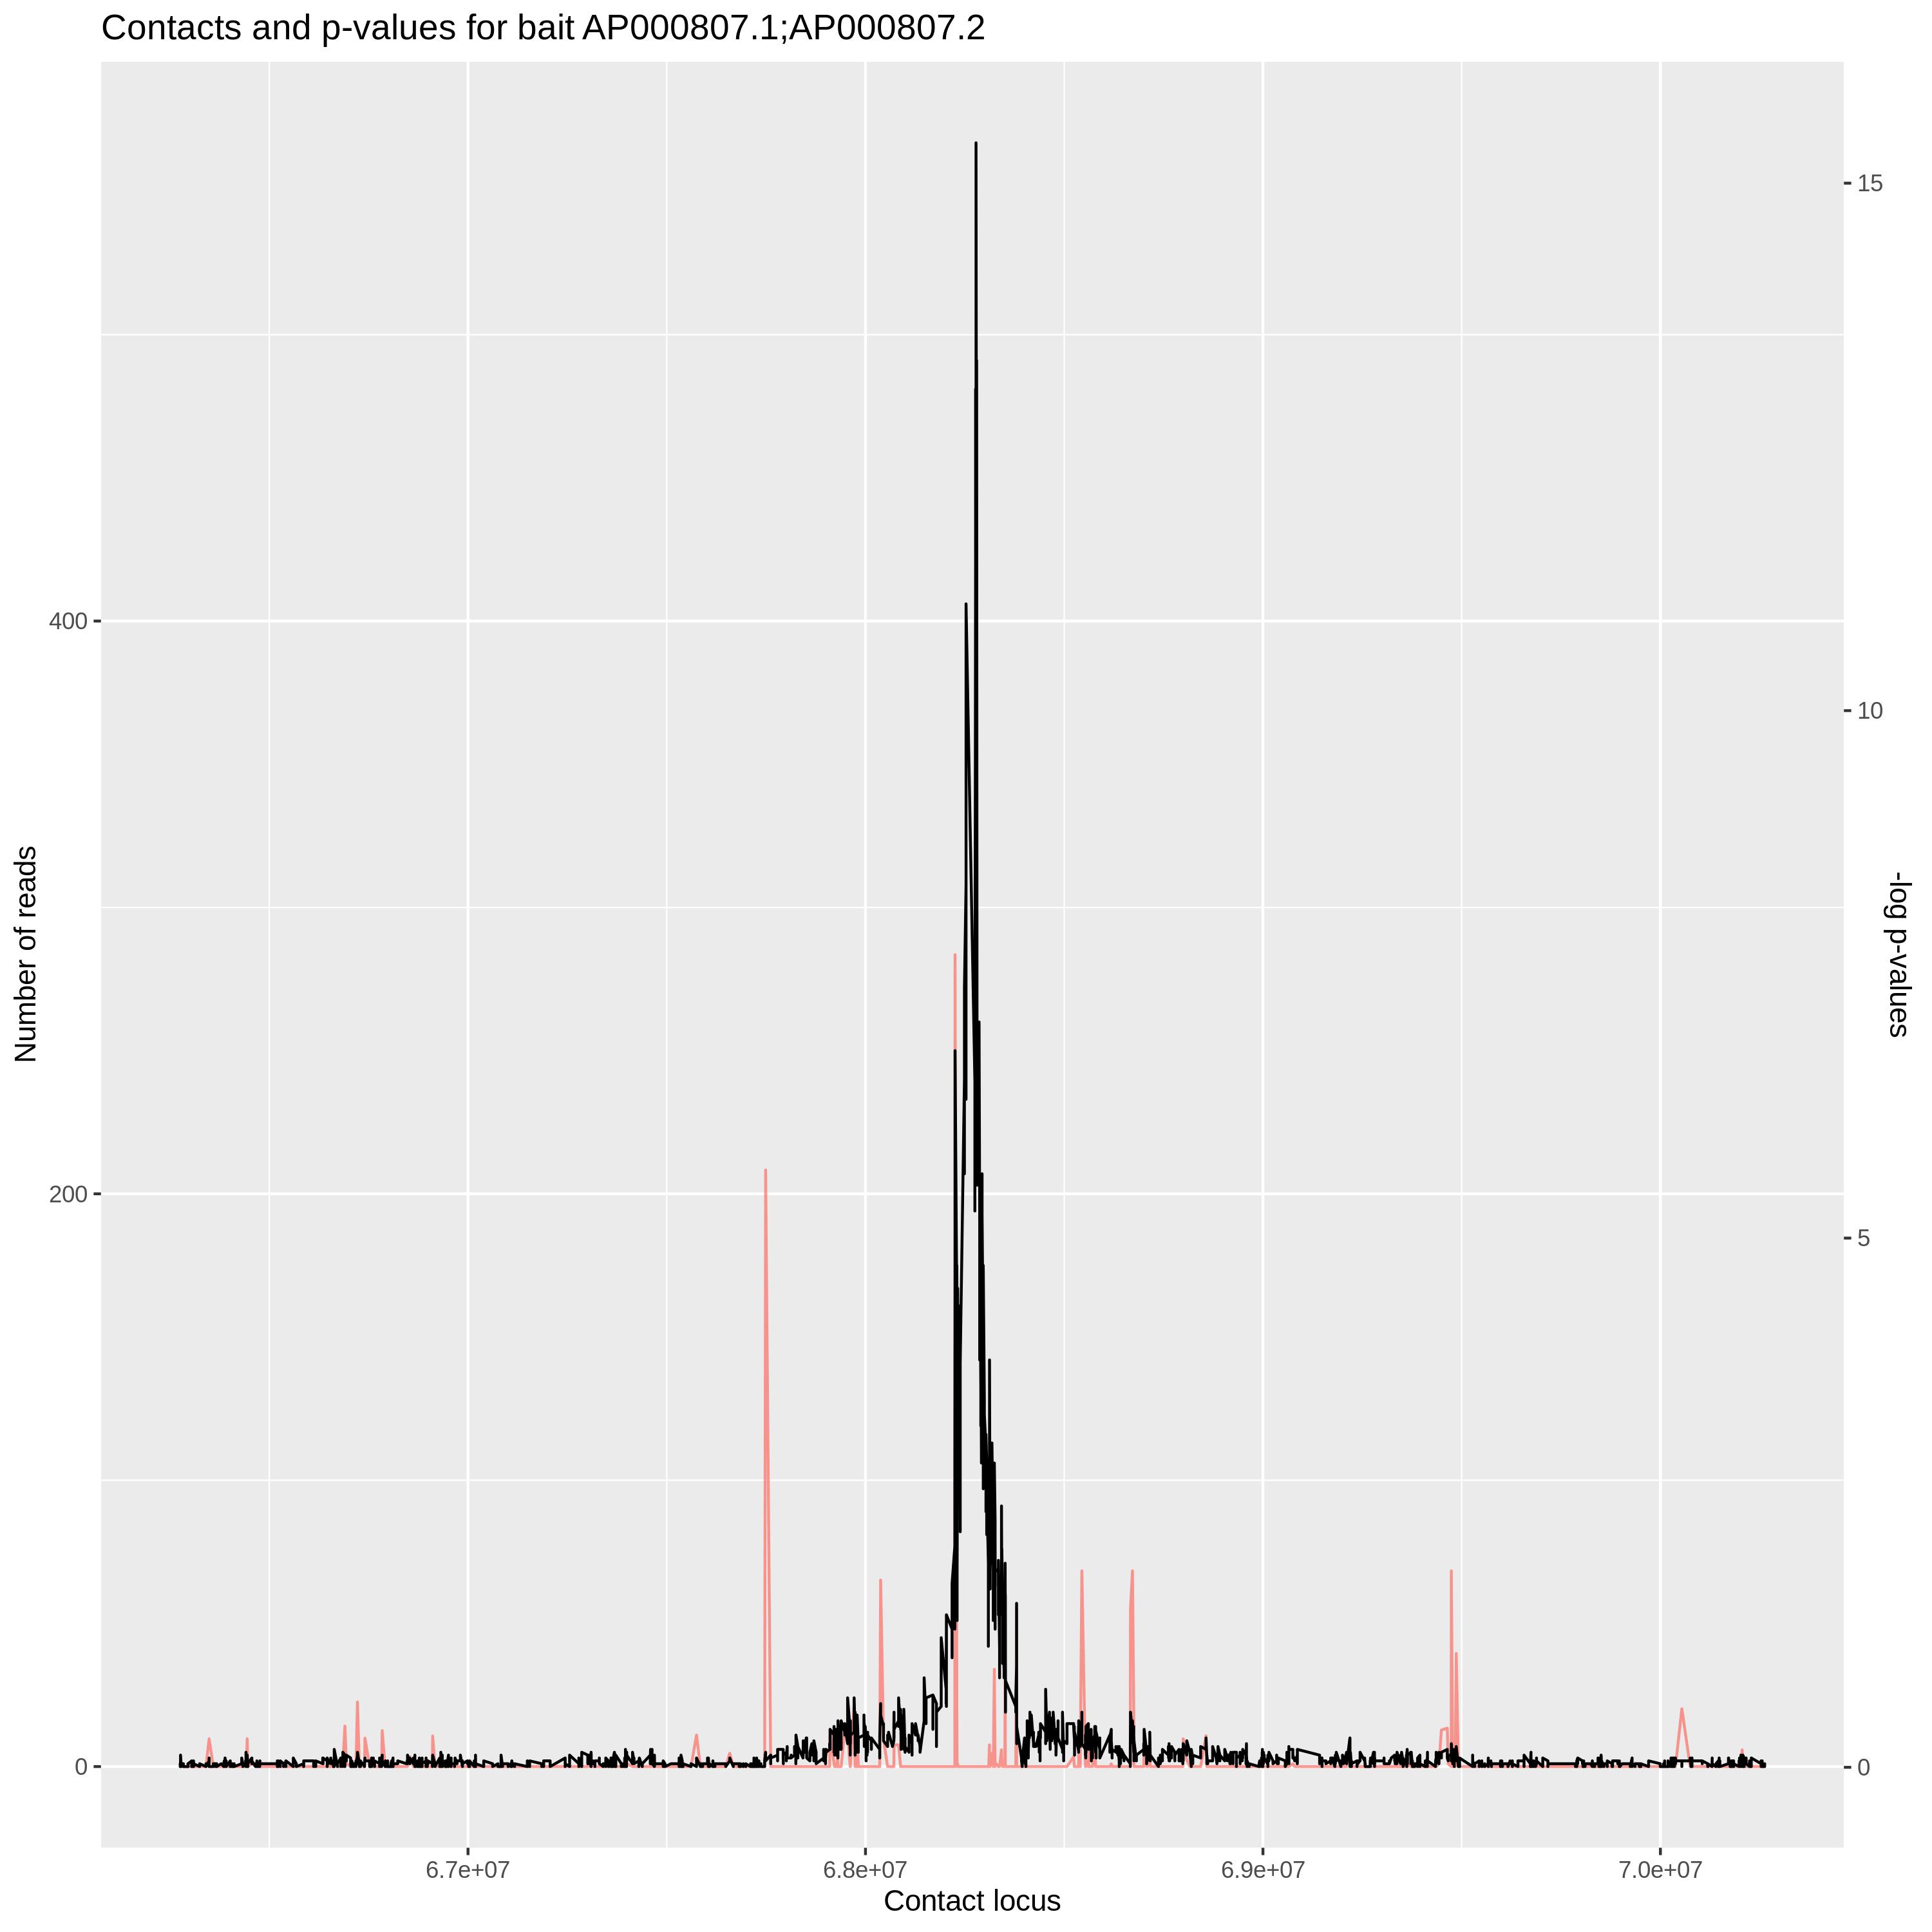 Contacts and p-values for bait AP000807.1;AP000807.2
15
400
10
Number of reads
-log p-values
200
5
0
0
6.7e+07 6.8e+07 6.9e+07 7.0e+07
Contact locus